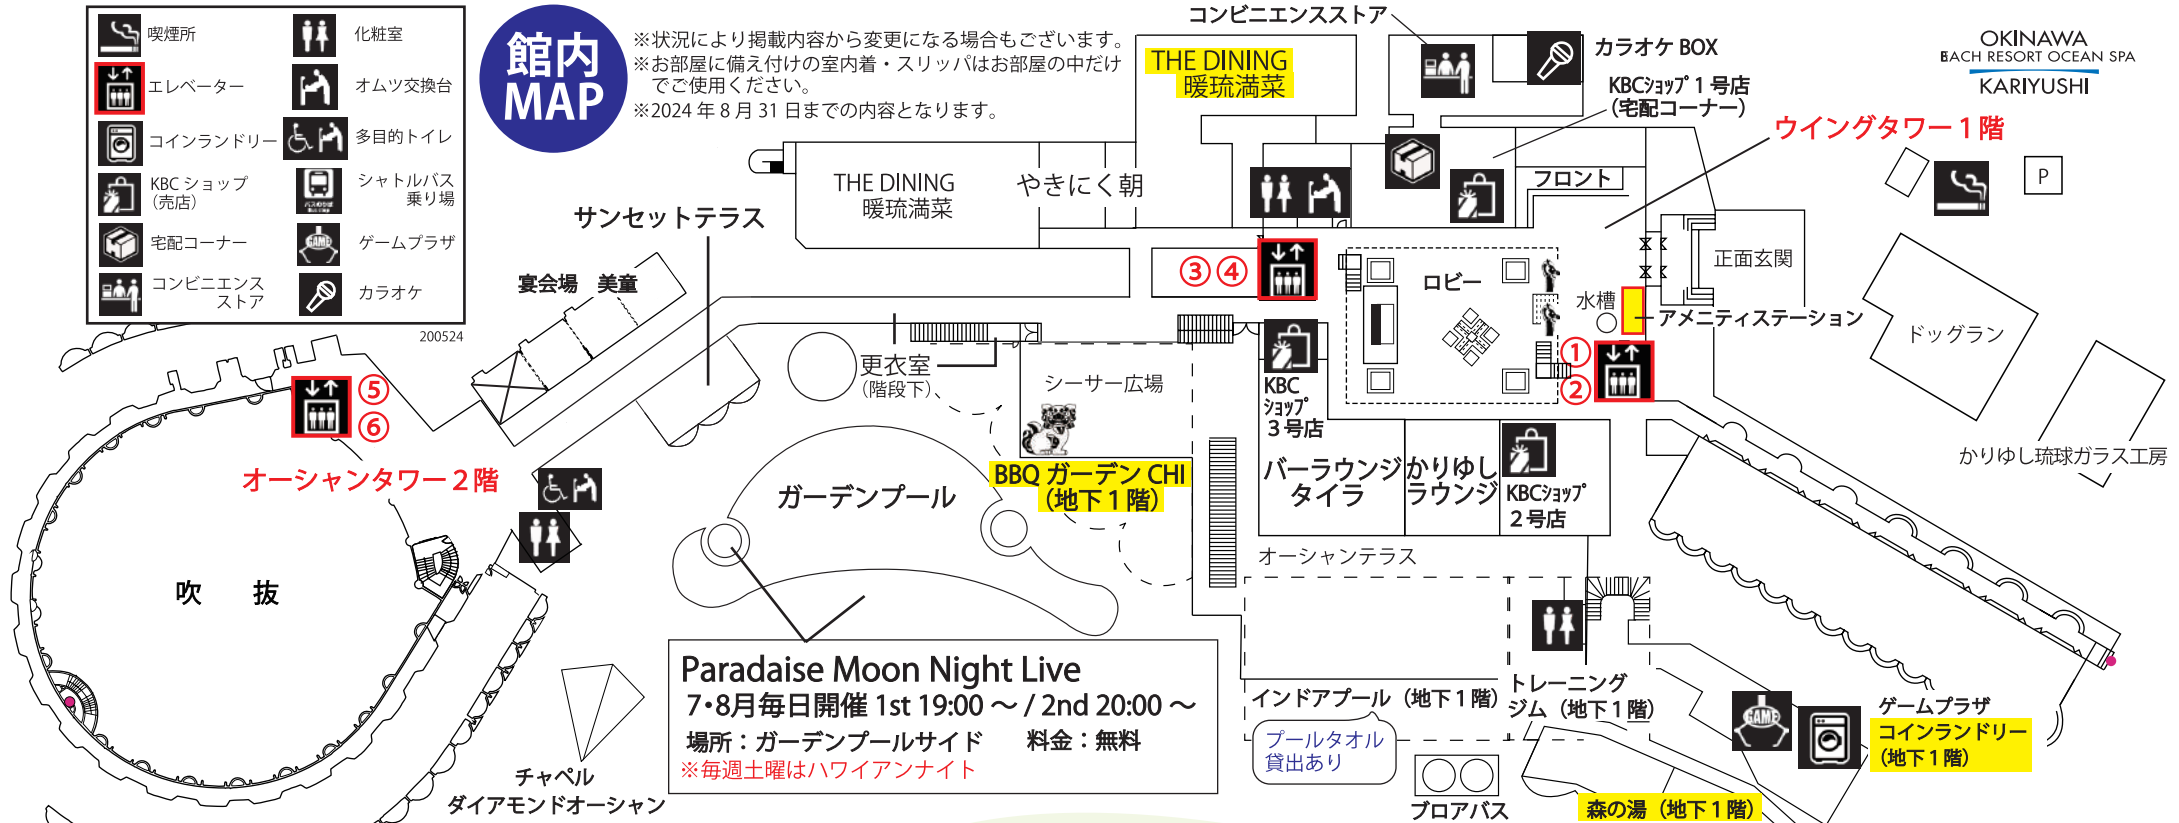 喫煙所
化粧室
エレベーター
オムツ交換台
コインランドリー
多目的トイレ
KBC ショップ
(売店)
シャトルバス
乗り場
バスのりば
Bus Stop
宅配コーナー
ゲームプラザ
GAME
コンビニエンス
ストア
カラオケ
200524
館内
MAP
※状況により掲載内容から変更になる場合もございます。
※お部屋に備え付けの室内着・スリッパはお部屋の中だけ
でご使用ください。
※2024 年 8 月 31 日までの内容となります。
コンビニエンスストア
THE DINING
暖琉満菜
カラオケ BOX
KBCショップ 1 号店
(宅配コーナー)
OKINAWA
BACH RESORT OCEAN SPA
KARIYUSHI
ウイングタワー 1 階
P
THE DINING
暖琉満菜
やきにく朝
フロント
サンセットテラス
宴会場 美童
③ ④
ロビー
正面玄関
水槽
アメニティステーション
ドッグラン
①
②
更衣室
(階段下)
シーサー広場
KBC
ショップ
3 号店
⑤
⑥
オーシャンタワー 2 階
BBQ ガーデン CHI
(地下 1 階)
ガーデンプール
バーラウンジ
タイラ
かりゆし
ラウンジ
KBCショップ
2 号店
かりゆし琉球ガラス工房
オーシャンテラス
吹 抜
Paradaise Moon Night Live
7・8月毎日開催 1st 19:00 ～ / 2nd 20:00 ～
場所：ガーデンプールサイド 料金：無料
※毎週土曜はハワイアンナイト
チャペル
ダイアモンドオーシャン
インドアプール (地下 1 階)
プールタオル
貸出あり
トレーニング
ジム (地下 1 階)
ブロアバス
GAME
ゲームプラザ
コインランドリー
(地下 1 階)
森の湯 (地下 1 階)